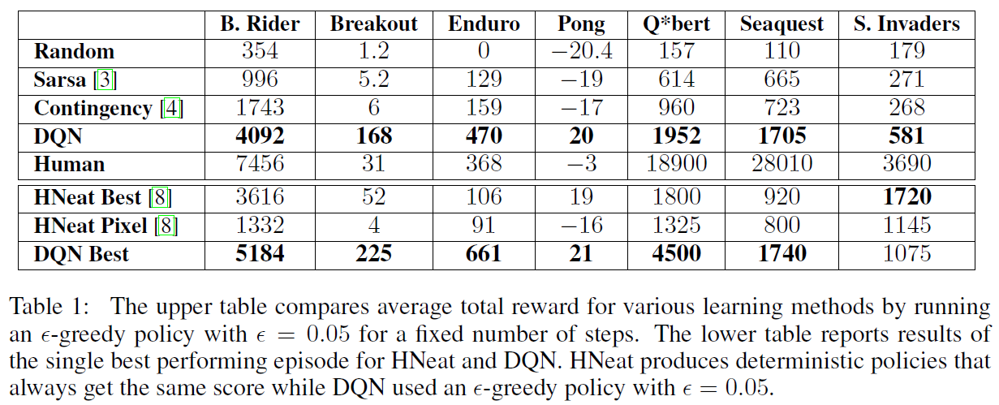 B. Rider Breakout Enduro Pong Q*bert Seaquest S. Invaders
Random 354 1.2 0 −20.4 157 110 179
Sarsa [3] 996 5.2 129 −19 614 665 271
Contingency [4] 1743 6 159 −17 960 723 268
DQN 4092 168 470 20 1952 1705 581
Human 7456 31 368 −3 18900 28010 3690
HNeat Best [8] 3616 52 106 19 1800 920 1720
HNeat Pixel [8] 1332 4 91 −16 1325 800 1145
DQN Best 5184 225 661 21 4500 1740 1075
Table 1: The upper table compares average total reward for various learning methods by running
an ϵ-greedy policy with ϵ = 0.05 for a fixed number of steps. The lower table reports results of
the single best performing episode for HNeat and DQN. HNeat produces deterministic policies that
always get the same score while DQN used an ϵ-greedy policy with ϵ = 0.05.